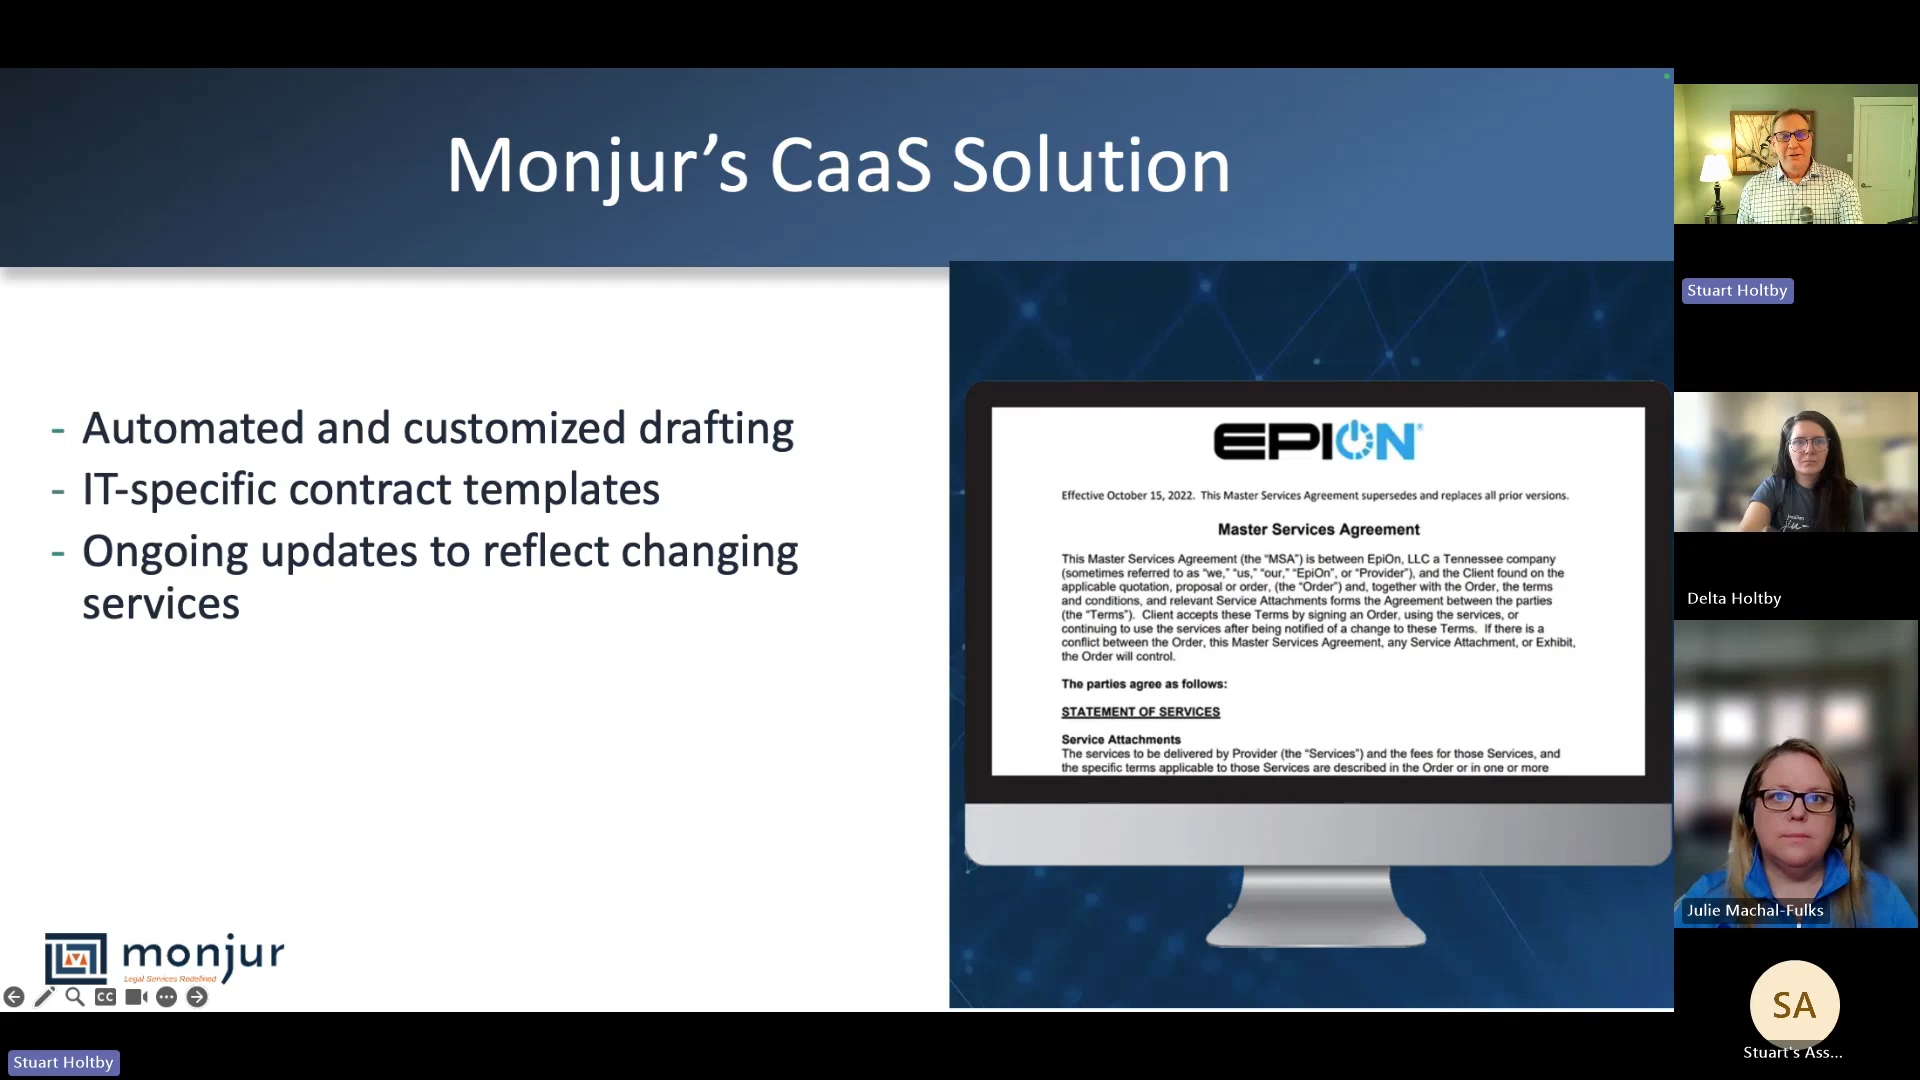 Monjur’s CaaS Solution
- Automated and customized drafting
- IT-specific contract templates
- Ongoing updates to reflect changing
services
EPION®
Effective October 15, 2022. This Master Services Agreement supersedes and replaces all prior versions.
Master Services Agreement
This Master Services Agreement (the “MSA”) is between EpiOn, LLC a Tennessee company
(sometimes referred to as “we,” “us,” “our,” “EpiOn”, or “Provider”), and the Client found on the
applicable quotation, proposal or order, (the “Order”) and, together with the Order, the terms
and conditions, and relevant Service Attachments forms the Agreement between the parties
(the “Terms”). Client accepts these Terms by signing an Order, using the services, or
continuing to use the services after being notified of a change to these Terms. If there is a
conflict between the Order, this Master Services Agreement, any Service Attachment, or Exhibit,
the Order will control.
The parties agree as follows:
STATEMENT OF SERVICES
Service Attachments
The services to be delivered by Provider (the “Services”) and the fees for those Services, and
the specific terms applicable to those Services are described in the Order or in one or more
monjur
Legal Services Redefined
CC
Stuart Holtby
Stuart Holtby
Delta Holtby
Julie Machal-Fulks
SA
Stuart's Ass...